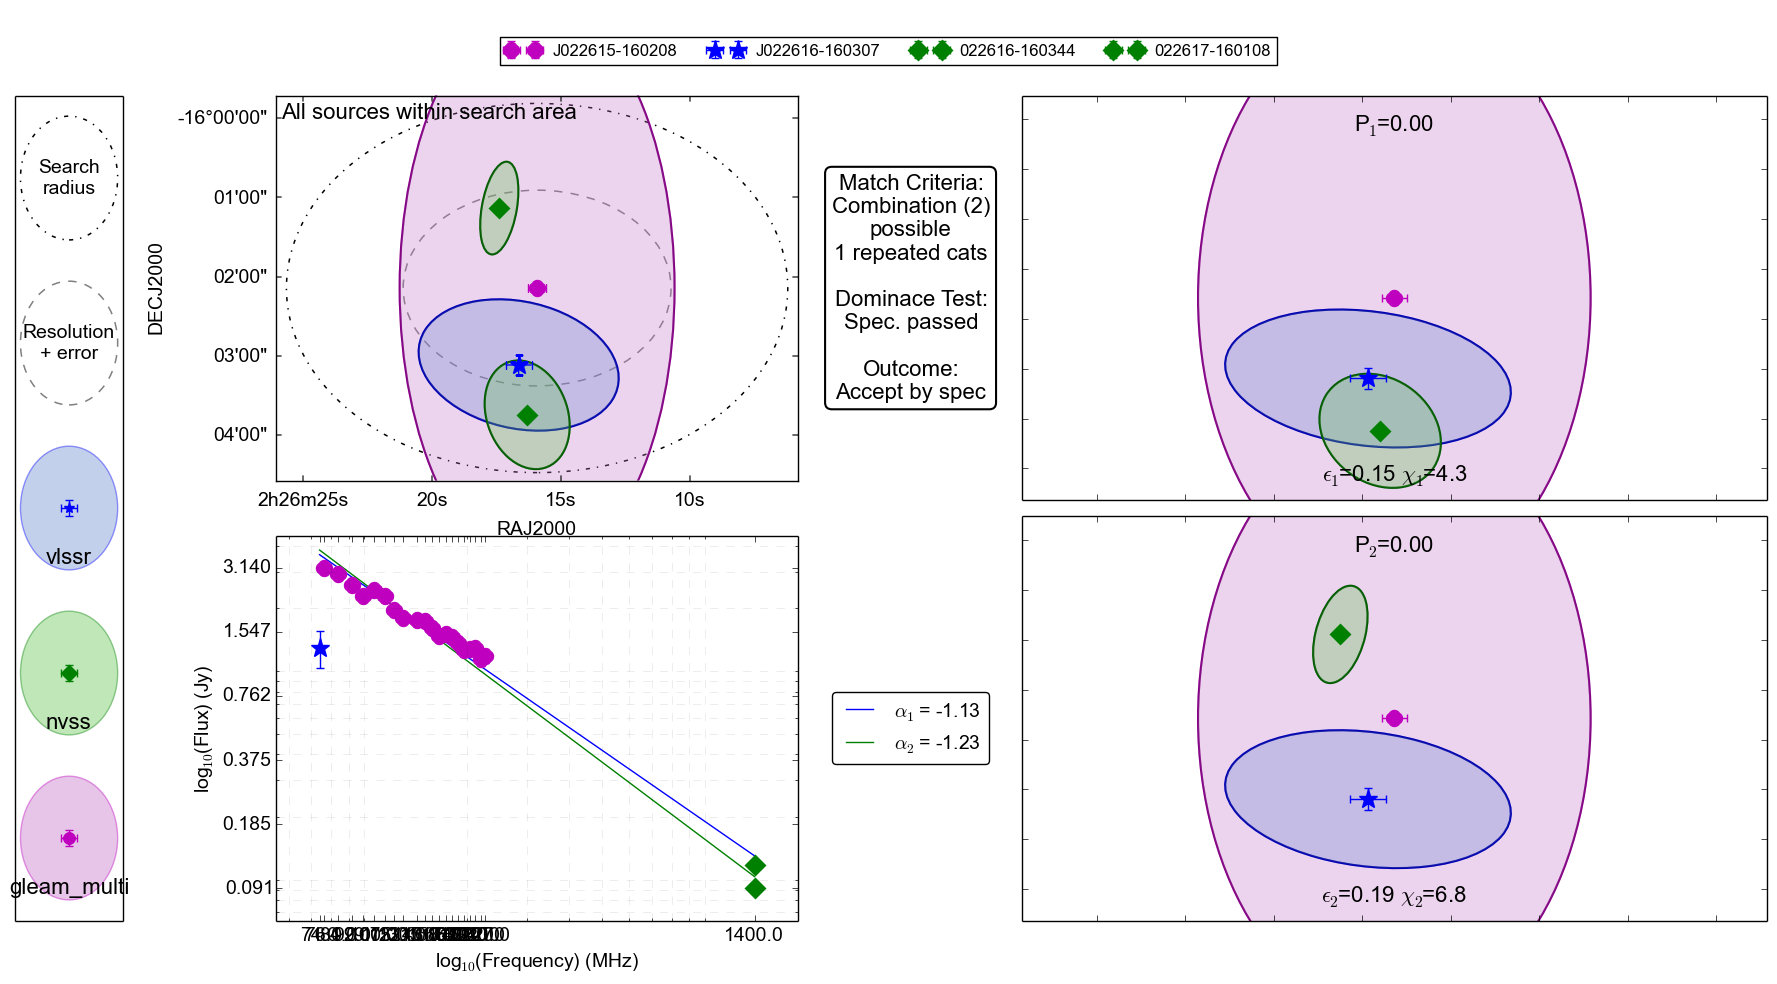 J022615-160208
J022616-160307
022616-160344
022617-160108
Search
radius
Resolution
+ error
vlssr
nvss
gleam_multi
All sources within search area
-16°00'00"
01'00"
02'00"
03'00"
04'00"
DECJ2000
2h26m25s
20s
15s
10s
RAJ2000
Match Criteria:
Combination (2)
possible
1 repeated cats
Dominace Test:
Spec. passed
Outcome:
Accept by spec
P1=0.00
ϵ1=0.15 χ1=4.3
P2=0.00
ϵ2=0.19 χ2=6.8
3.140
1.547
0.762
0.375
0.185
0.091
log10(Flux) (Jy)
1400.0
log10(Frequency) (MHz)
α1 = -1.13
α2 = -1.23